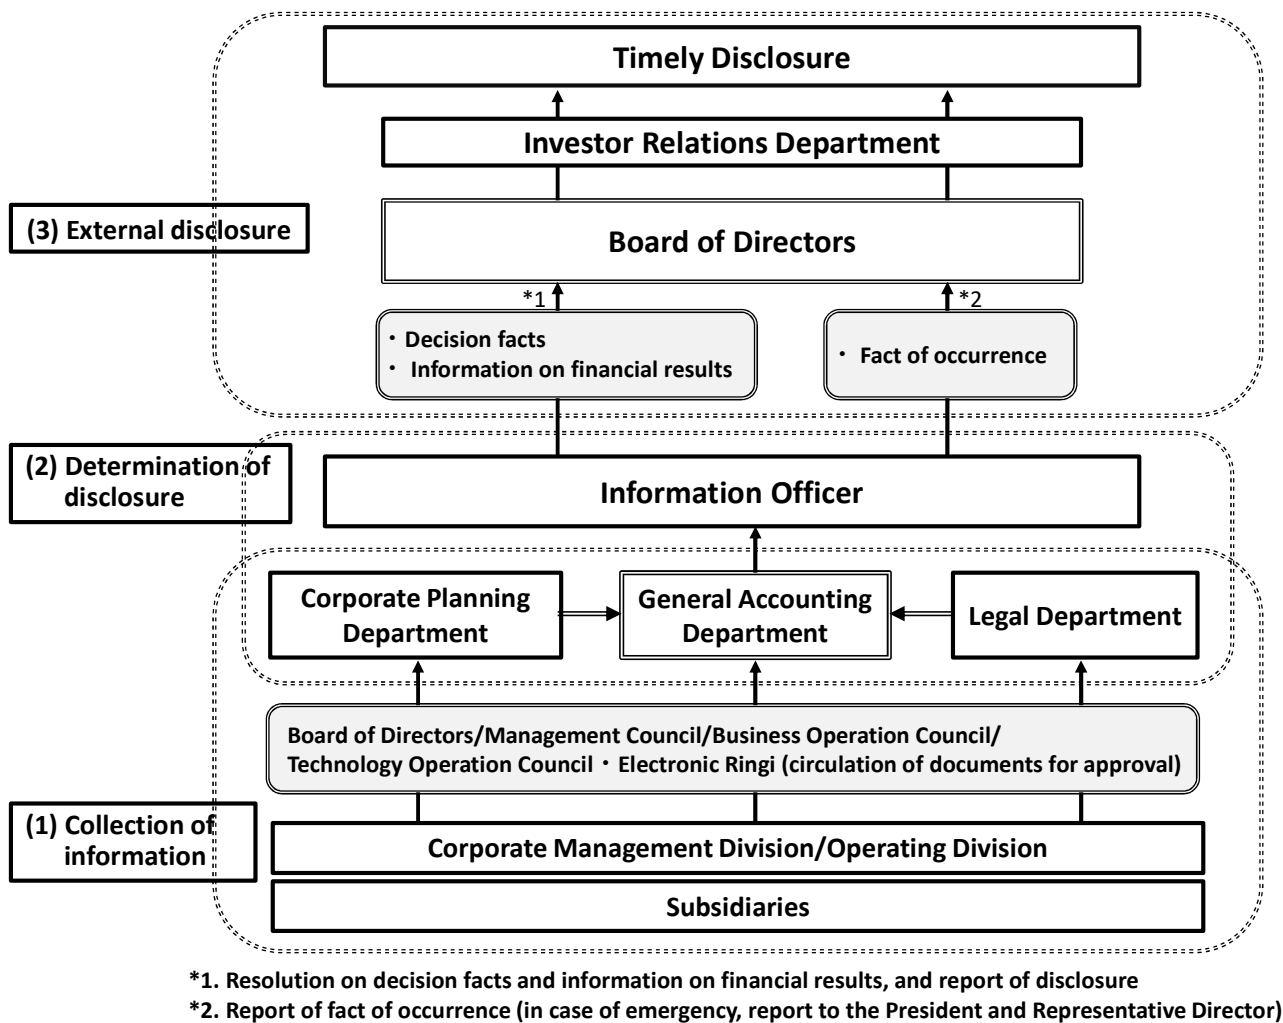 Timely Disclosure
Investor Relations Department
(3) External disclosure
Board of Directors
*1
*2
・ Decision facts
・ Information on financial results
・ Fact of occurrence
(2) Determination of
disclosure
Information Officer
Corporate Planning
Department
General Accounting
Department
Legal Department
Board of Directors/Management Council/Business Operation Council/
Technology Operation Council・Electronic Ringi (circulation of documents for approval)
(1) Collection of
information
Corporate Management Division/Operating Division
Subsidiaries
*1. Resolution on decision facts and information on financial results, and report of disclosure
*2. Report of fact of occurrence (in case of emergency, report to the President and Representative Director)